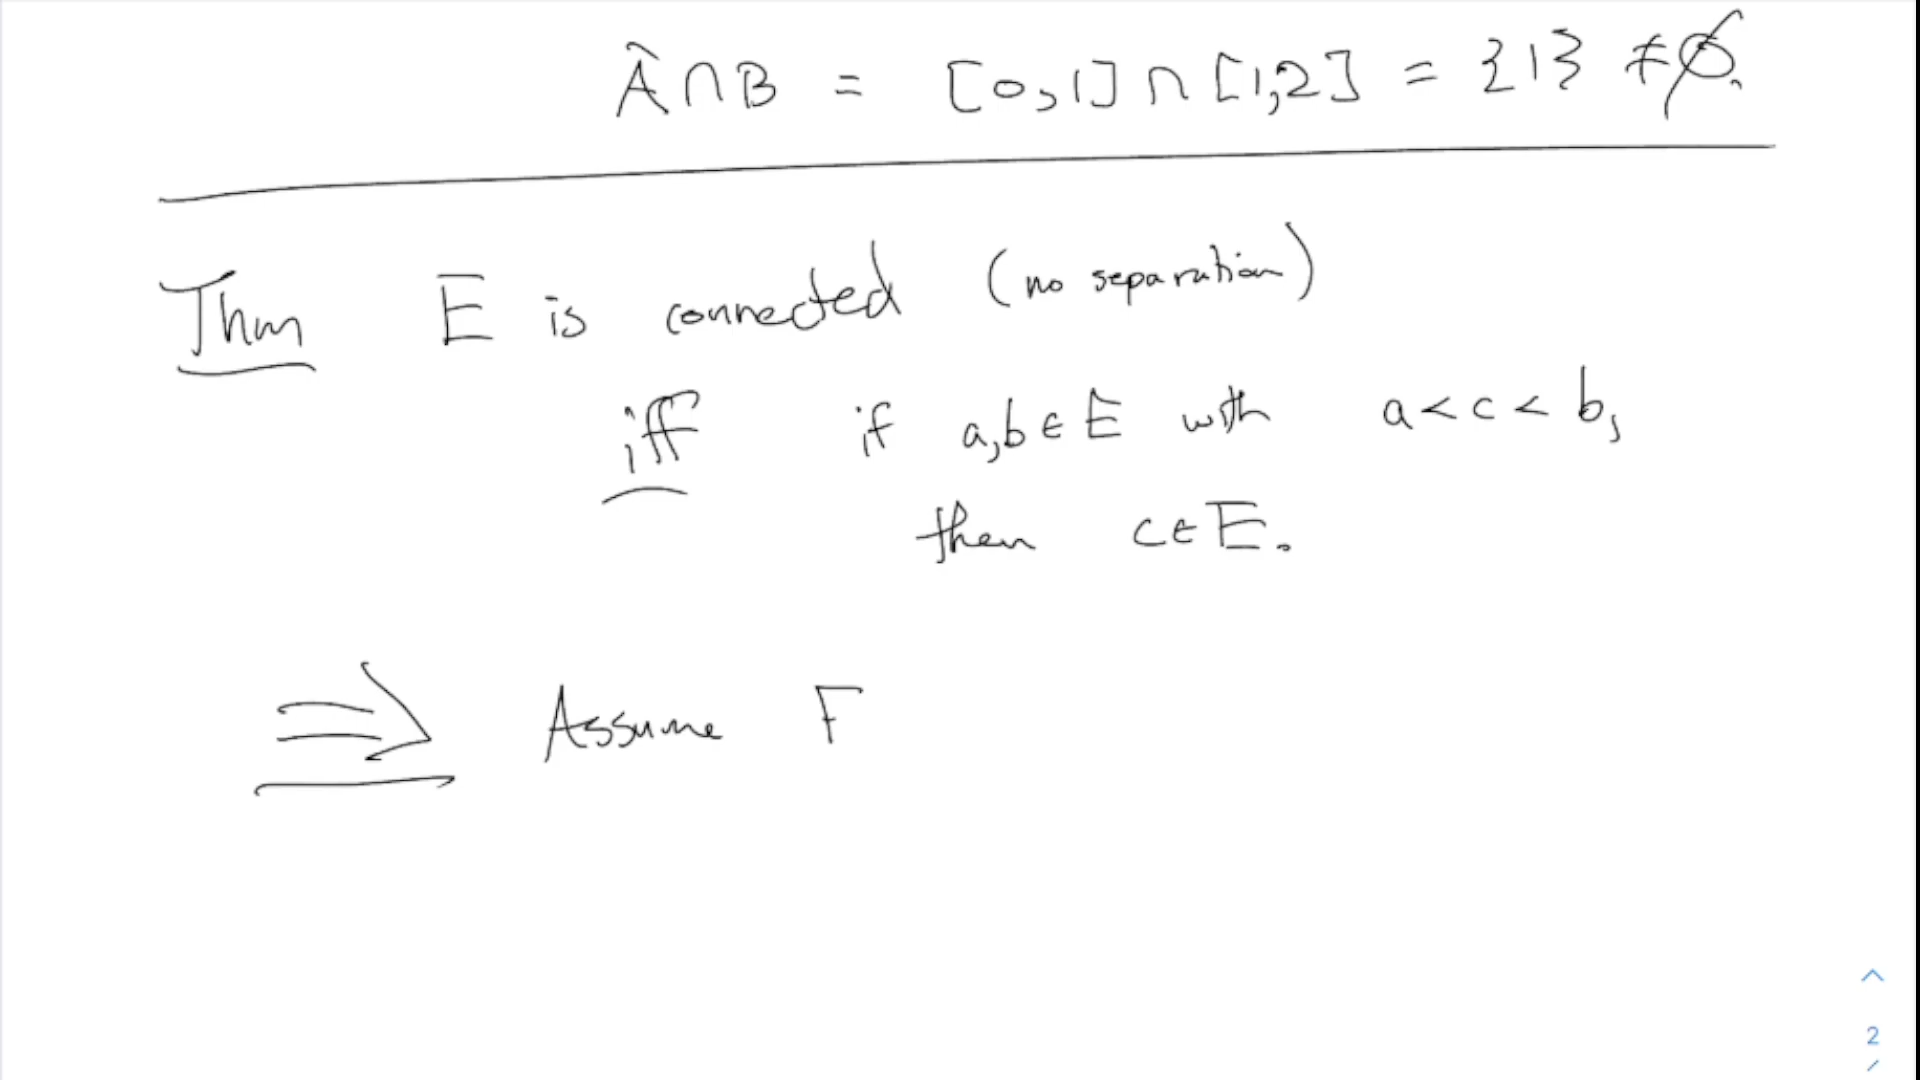 Ā∩B = [0,1]∩[1,2] = {1} ≠ ∅.
Thm E is connected (no separation)
iff if a,b ∈ E with a < c < b,
then c ∈ E.
⇒ Assume F
2